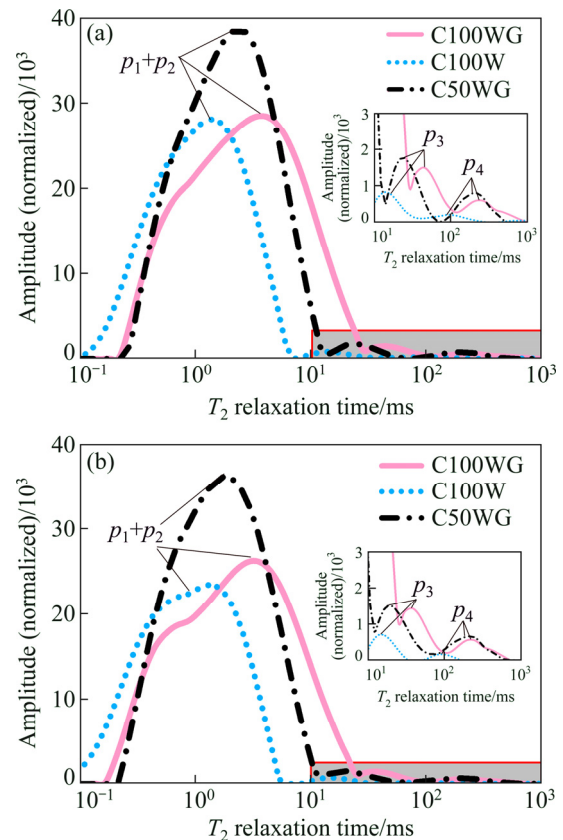 (a)
C100WG
C100W
C50WG
p₁+p₂
Amplitude (normalized)/10³
40
30
20
10
0
10⁻¹ 10⁰ 10¹ 10² 10³
T₂ relaxation time/ms
Amplitude
(normalized)/10³
3
2
1
0
p₃
p₄
10¹ 10² 10³
T₂ relaxation time/ms
(b)
C100WG
C100W
C50WG
p₁+p₂
Amplitude (normalized)/10³
40
30
20
10
0
10⁻¹ 10⁰ 10¹ 10² 10³
T₂ relaxation time/ms
Amplitude
(normalized)/10³
3
2
1
0
p₃
p₄
10¹ 10² 10³
T₂ relaxation time/ms